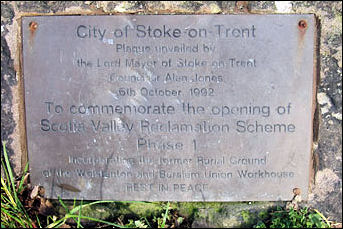 City of Stoke-on-Trent
Plaque unveiled by
the Lord Mayor of Stoke on Trent
Councillor Alan Jones
6th October 1992
To commemorate the opening of
Scotia Valley Reclamation Scheme
Phase 1
Incorporating the former Burial Ground
of the Wolstanton and Burslem Union Workhouse
REST IN PEACE